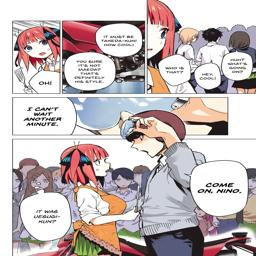 OH!
IT MUST BE
TAKEDA-KUN!
HOW COOL!
YOU SURE
IT'S NOT
MAEDA?
THAT'S
DEFINITELY
HIS STYLE.
WHO IS
THAT?
HEY,
COOL!
HUH?
WHAT'S
GOING
ON?
I CAN'T
WAIT
ANOTHER
MINUTE.
COME
ON, NINO.
IT WAS
UESUGI-
KUN?